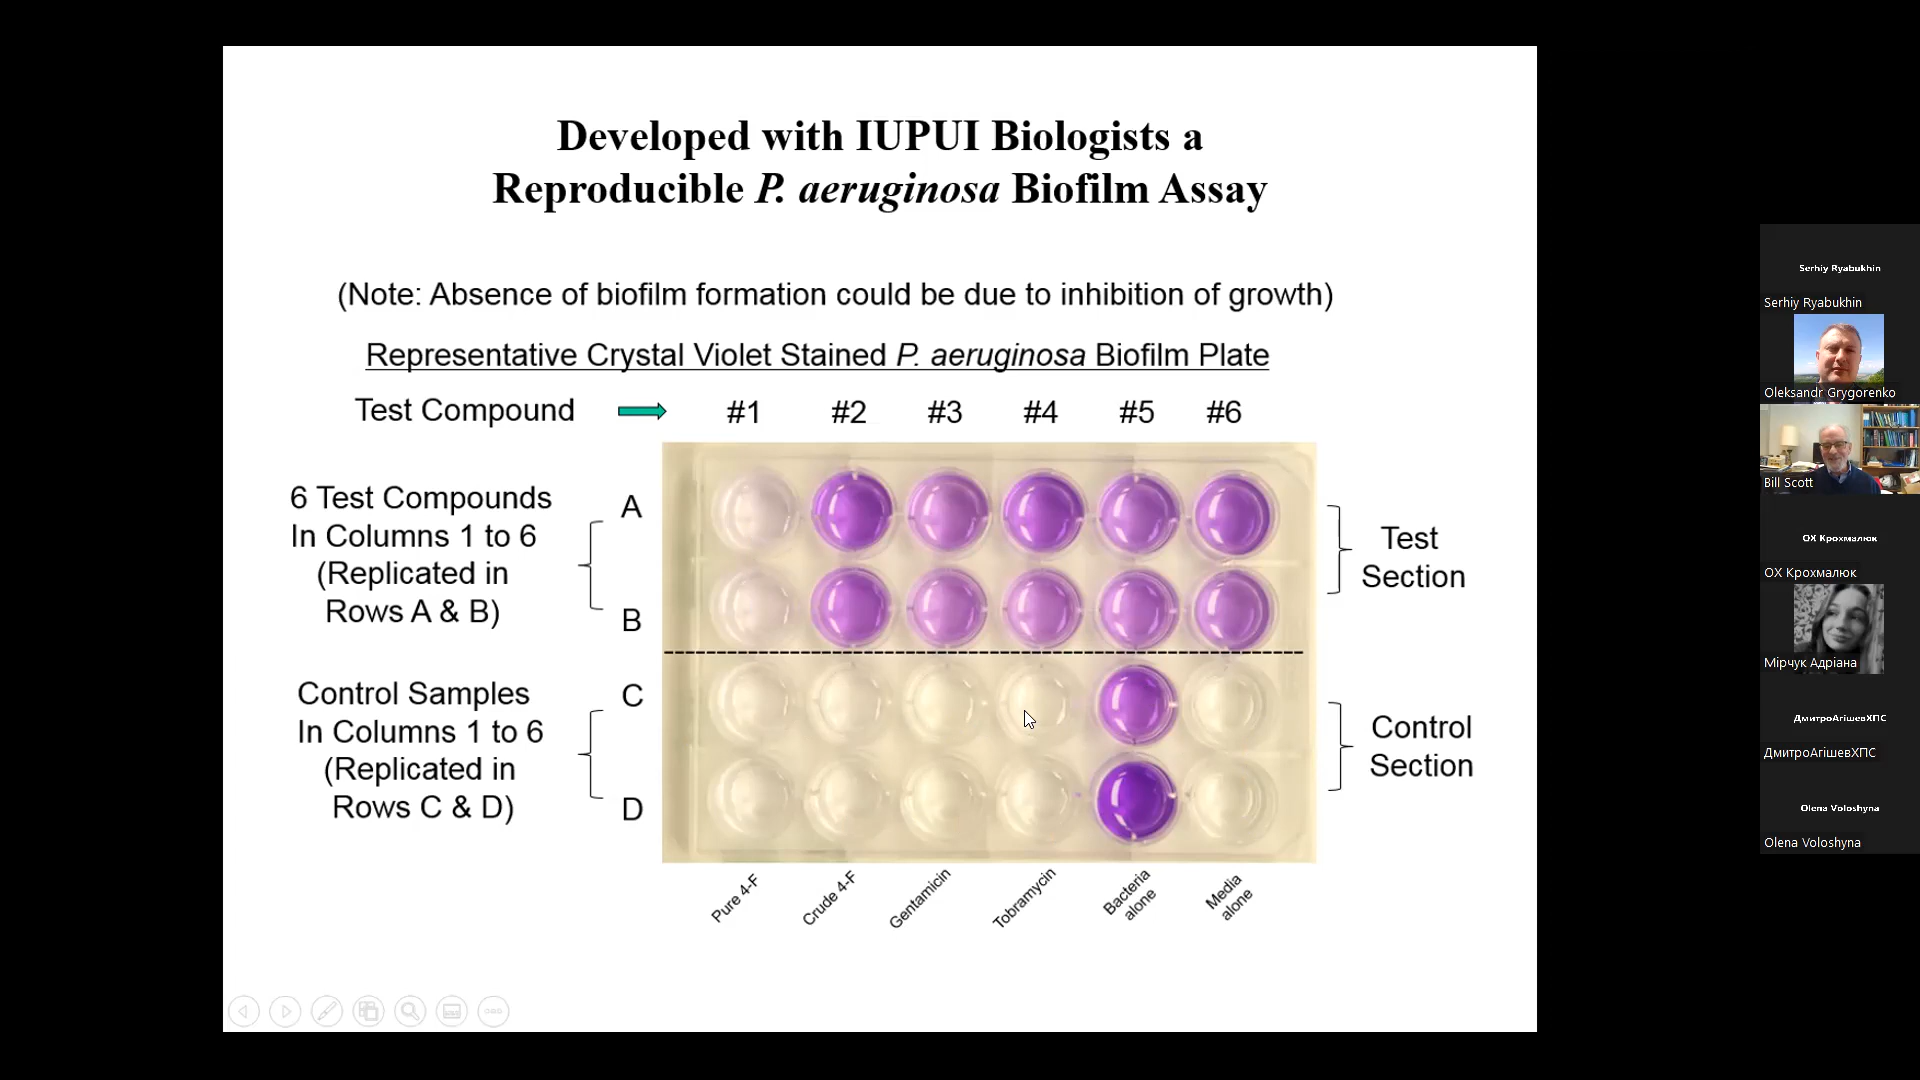 Developed with IUPUI Biologists a
Reproducible P. aeruginosa Biofilm Assay
(Note: Absence of biofilm formation could be due to inhibition of growth)
Representative Crystal Violet Stained P. aeruginosa Biofilm Plate
Test Compound #1 #2 #3 #4 #5 #6
6 Test Compounds
In Columns 1 to 6
(Replicated in
Rows A & B)
A
B
Test
Section
Control Samples
In Columns 1 to 6
(Replicated in
Rows C & D)
C
D
Control
Section
Pure 4-F
Crude 4-F
Gentamicin
Tobramycin
Bacteria
alone
Media
alone
Serhiy Ryabukhin
Serhiy Ryabukhin
Oleksandr Grygorenko
Bill Scott
ОХ Крохмалюк
ОХ Крохмалюк
Мірчук Адріана
ДмитроАгішевХПС
ДмитроАгішевХПС
Olena Voloshyna
Olena Voloshyna